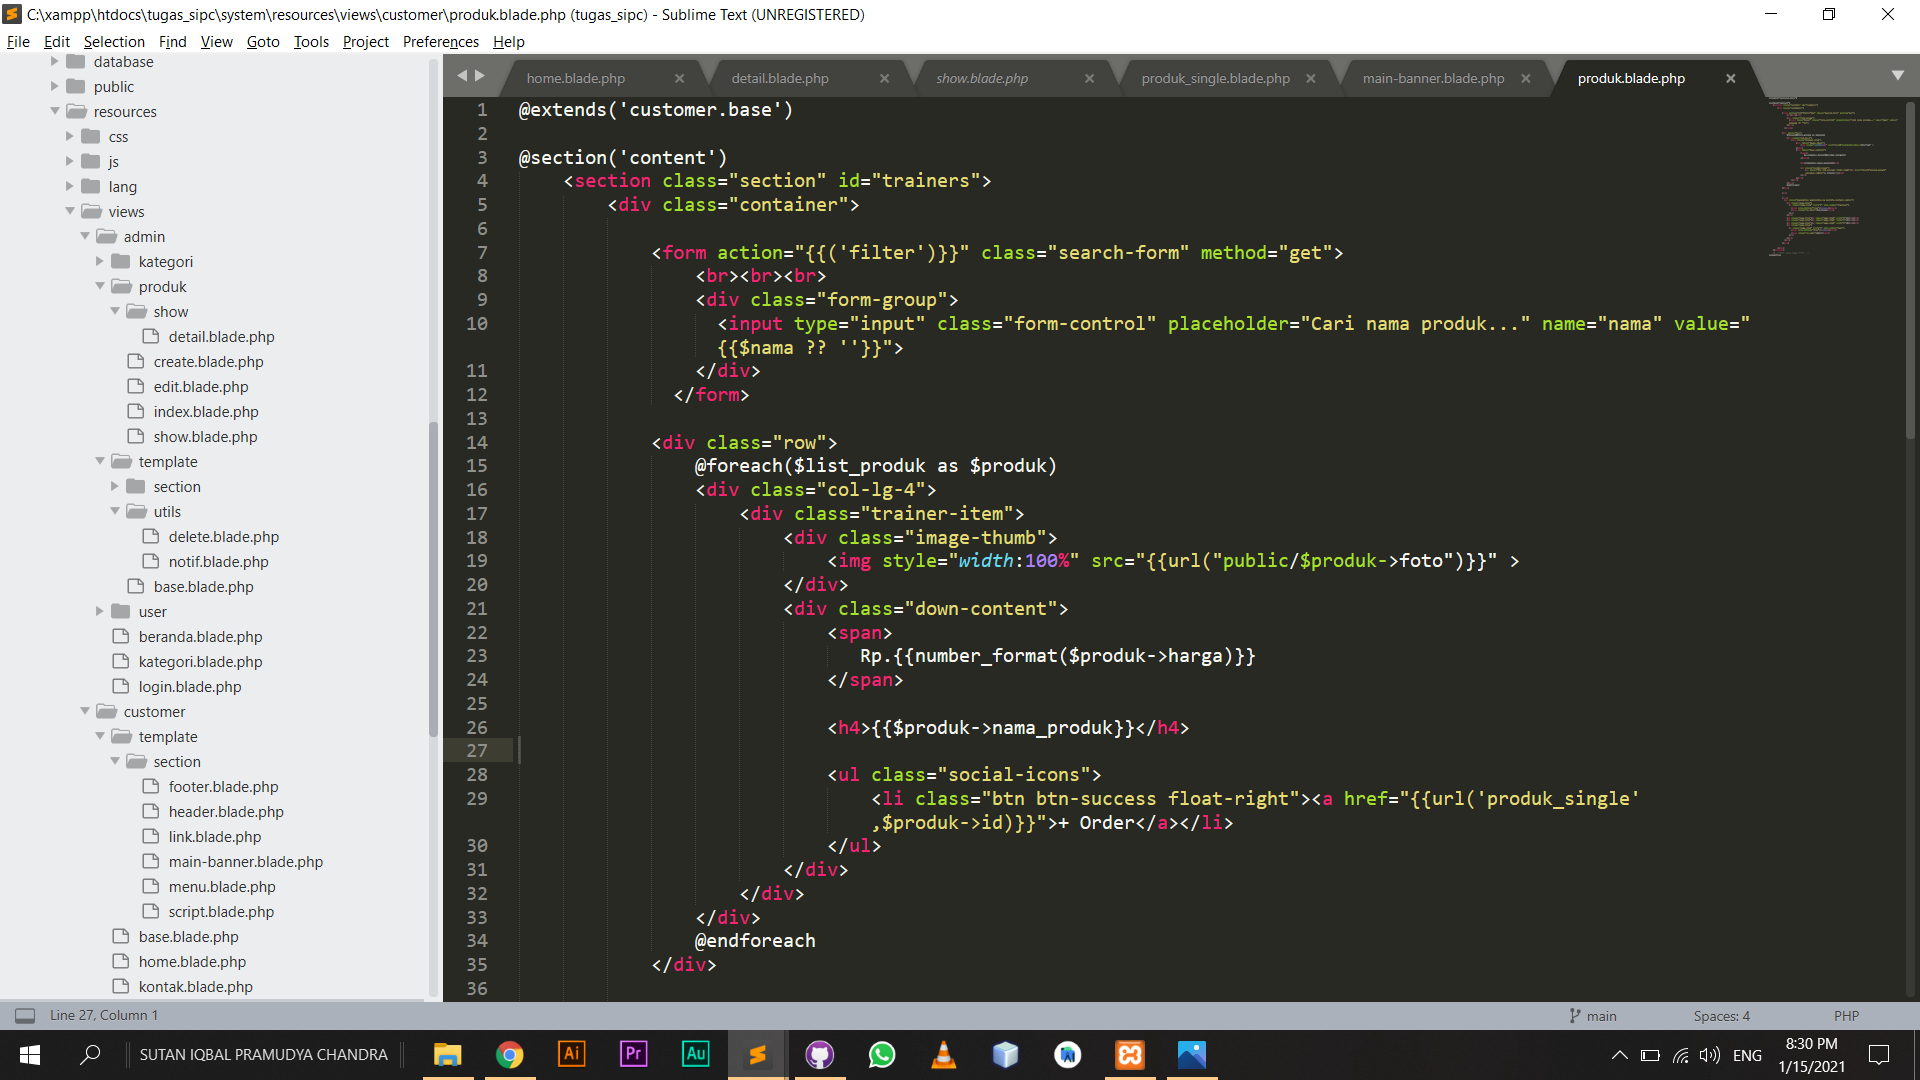 C:\xampp\htdocs\tugas_sipc\system\resources\views\customer\produk.blade.php (tugas_sipc) - Sublime Text (UNREGISTERED)
File Edit Selection Find View Goto Tools Project Preferences Help
database
public
resources
css
js
lang
views
admin
kategori
produk
show
detail.blade.php
create.blade.php
edit.blade.php
index.blade.php
show.blade.php
template
section
utils
delete.blade.php
notif.blade.php
base.blade.php
user
beranda.blade.php
kategori.blade.php
login.blade.php
customer
template
section
footer.blade.php
header.blade.php
link.blade.php
main-banner.blade.php
menu.blade.php
script.blade.php
base.blade.php
home.blade.php
kontak.blade.php
home.blade.php detail.blade.php show.blade.php produk_single.blade.php main-banner.blade.php produk.blade.php
1 @extends('customer.base')
2
3 @section('content')
4 <section class="section" id="trainers">
5 <div class="container">
6
7 <form action="{{('filter')}}" class="search-form" method="get">
8 <br><br><br>
9 <div class="form-group">
10 <input type="input" class="form-control" placeholder="Cari nama produk..." name="nama" value="
{{$nama ?? ''}}">
11 </div>
12 </form>
13
14 <div class="row">
15 @foreach($list_produk as $produk)
16 <div class="col-lg-4">
17 <div class="trainer-item">
18 <div class="image-thumb">
19 <img style="width:100%" src="{{url("public/$produk->foto")}}" >
20 </div>
21 <div class="down-content">
22 <span>
23 Rp.{{number_format($produk->harga)}}
24 </span>
25
26 <h4>{{$produk->nama_produk}}</h4>
27
28 <ul class="social-icons">
29 <li class="btn btn-success float-right"><a href="{{url('produk_single'
,$produk->id)}}">+ Order</a></li>
30 </ul>
31 </div>
32 </div>
33 </div>
34 @endforeach
35 </div>
36
Line 27, Column 1 main Spaces: 4 PHP
SUTAN IQBAL PRAMUDYA CHANDRA Ai Pr Au ENG 8:30 PM
1/15/2021